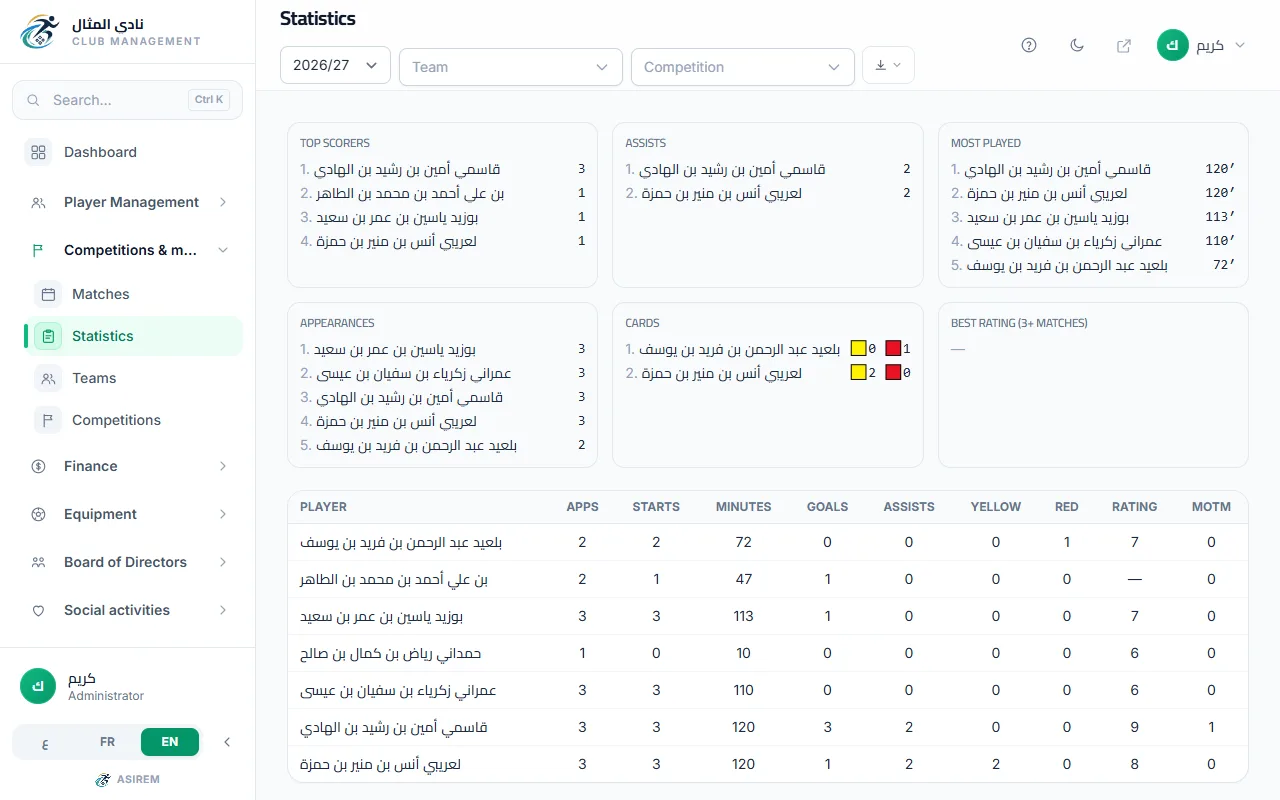 نادي المثال
CLUB MANAGEMENT
Search...
Ctrl K
Dashboard
Player Management
Competitions & m...
Matches
Statistics
Teams
Competitions
Finance
Equipment
Board of Directors
Social activities
كريم
Administrator
ع FR EN
ASIREM
Statistics
2026/27 Team Competition
ك كريم
TOP SCORERS
1. قاسمي أمين بن رشيد بن الهادي 3
2. بن علي أحمد بن محمد بن الطاهر 1
3. بوزيد ياسين بن عمر بن سعيد 1
4. لعريبي أنس بن منير بن حمزة 1
ASSISTS
1. قاسمي أمين بن رشيد بن الهادي 2
2. لعريبي أنس بن منير بن حمزة 2
MOST PLAYED
1. قاسمي أمين بن رشيد بن الهادي 120′
2. لعريبي أنس بن منير بن حمزة 120′
3. بوزيد ياسين بن عمر بن سعيد 113′
4. عمراني زكرياء بن سفيان بن عيسى 110′
5. بلعيد عبد الرحمن بن فريد بن يوسف 72′
APPEARANCES
1. بوزيد ياسين بن عمر بن سعيد 3
2. عمراني زكرياء بن سفيان بن عيسى 3
3. قاسمي أمين بن رشيد بن الهادي 3
4. لعريبي أنس بن منير بن حمزة 3
5. بلعيد عبد الرحمن بن فريد بن يوسف 2
CARDS
1. بلعيد عبد الرحمن بن فريد بن يوسف 0 1
2. لعريبي أنس بن منير بن حمزة 2 0
BEST RATING (3+ MATCHES)
—
PLAYER APPS STARTS MINUTES GOALS ASSISTS YELLOW RED RATING MOTM
بلعيد عبد الرحمن بن فريد بن يوسف 2 2 72 0 0 0 1 7 0
بن علي أحمد بن محمد بن الطاهر 2 1 47 1 0 0 0 — 0
بوزيد ياسين بن عمر بن سعيد 3 3 113 1 0 0 0 7 0
حمداني رياض بن كمال بن صالح 1 0 10 0 0 0 0 6 0
عمراني زكرياء بن سفيان بن عيسى 3 3 110 0 0 0 0 6 0
قاسمي أمين بن رشيد بن الهادي 3 3 120 3 2 0 0 9 1
لعريبي أنس بن منير بن حمزة 3 3 120 1 2 2 0 8 0